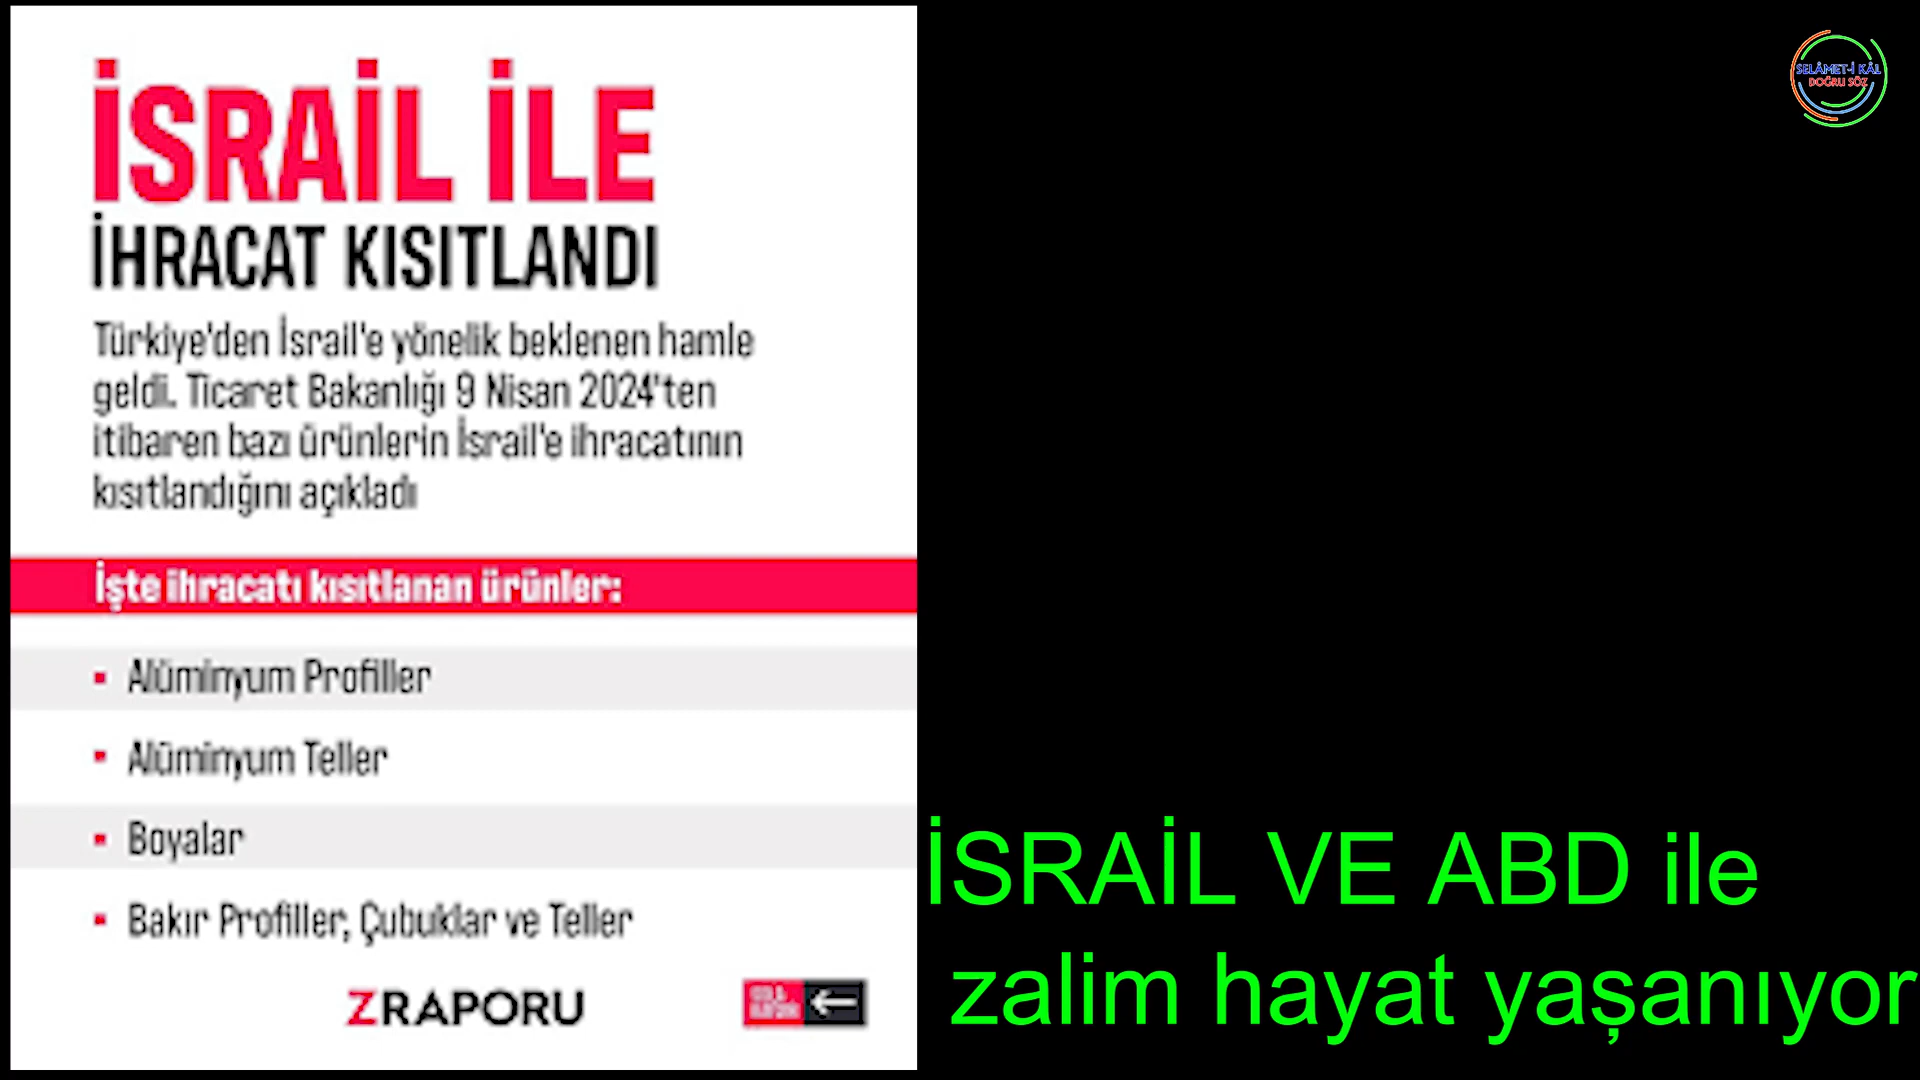 İSRAİL İLE
İHRACAT KISITLANDI
Türkiye'den İsrail'e yönelik beklenen hamle
geldi. Ticaret Bakanlığı 9 Nisan 2024'ten
itibaren bazı ürünlerin İsrail'e ihracatının
kısıtlandığını açıkladı
İşte ihracatı kısıtlanan ürünler:
▪ Alüminyum Profiller
▪ Alüminyum Teller
▪ Boyalar
▪ Bakır Profiller, Çubuklar ve Teller
ZRAPORU
SELÂMET-İ KÂL
DOĞRU SÖZ
İSRAİL VE ABD ile
zalim hayat yaşanıyor